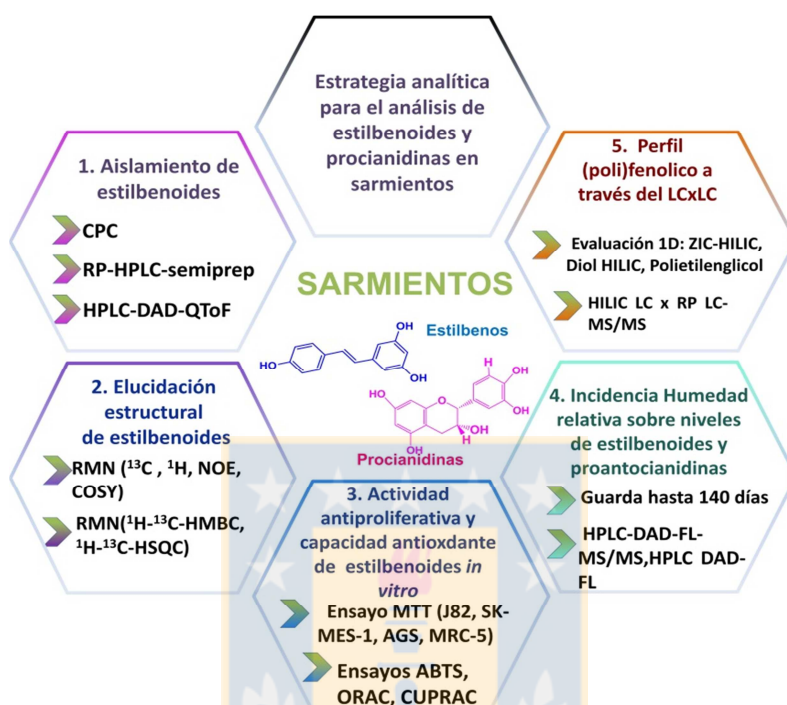 Estrategia analítica
para el análisis de
estilbenoides y
procianidinas en
sarmientos
1. Aislamiento de
estilbenoides
CPC
RP-HPLC-semiprep
HPLC-DAD-QToF
5. Perfil
(poli)fenolico a
través del LCxLC
Evaluación 1D: ZIC-HILIC,
Diol HILIC, Polietilenglicol
HILIC LC x RP LC-
MS/MS
SARMIENTOS
Estilbenos
OH
HO
OH
H
OH
OH
HO
O
OH
H
OH
Procianidinas
2. Elucidación
estructural
de estilbenoides
RMN (¹³C , ¹H, NOE,
COSY)
RMN(¹H-¹³C-HMBC,
¹H-¹³C-HSQC)
3. Actividad
antiproliferativa y
capacidad antioxdante
de estilbenoides in
vitro
Ensayo MTT (J82, SK-
MES-1, AGS, MRC-5)
Ensayos ABTS,
ORAC, CUPRAC
4. Incidencia Humedad
relativa sobre niveles
de estilbenoides y
proantocianidinas
Guarda hasta 140 días
HPLC-DAD-FL-
MS/MS,HPLC DAD-
FL